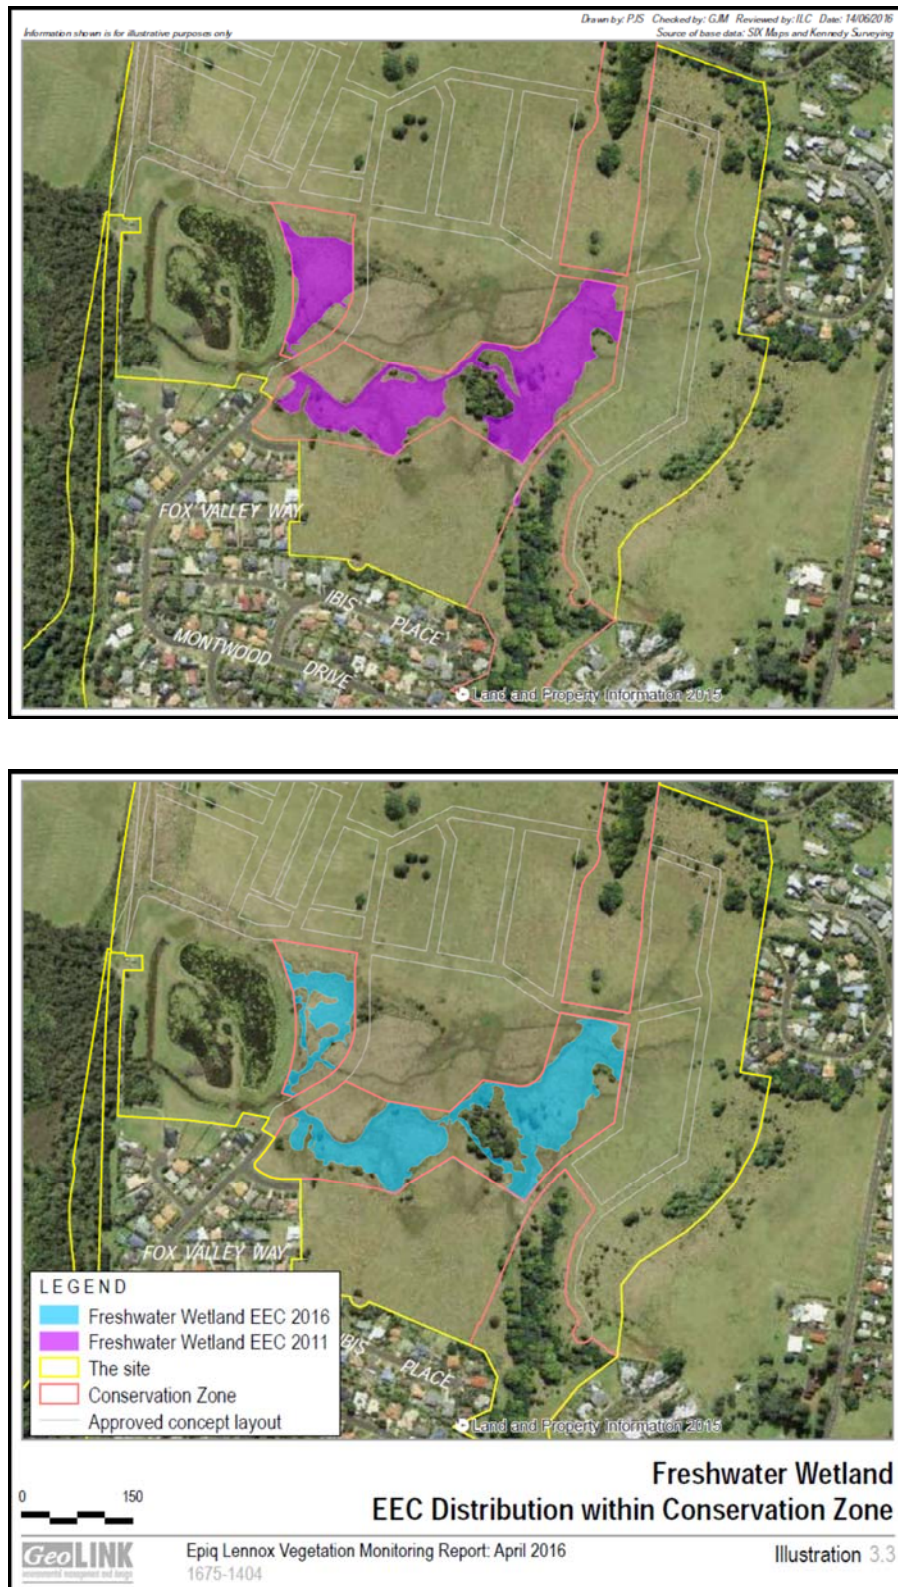 Drawn by: PJS Checked by: GJM Reviewed by: ILC Date: 14/06/2016
Information shown is for illustrative purposes only
Source of base data: SIX Maps and Kennedy Surveying
FOX VALLEY WAY
IBIS PLACE
MONTWOOD DRIVE
Land and Property Information 2015
FOX VALLEY WAY
LEGEND
Freshwater Wetland EEC 2016
Freshwater Wetland EEC 2011
The site
Conservation Zone
Approved concept layout
IBIS PLACE
Land and Property Information 2015
Freshwater Wetland
EEC Distribution within Conservation Zone
0 150
GeoLINK
environmental management and design
Epiq Lennox Vegetation Monitoring Report: April 2016
1675-1404
Illustration 3.3